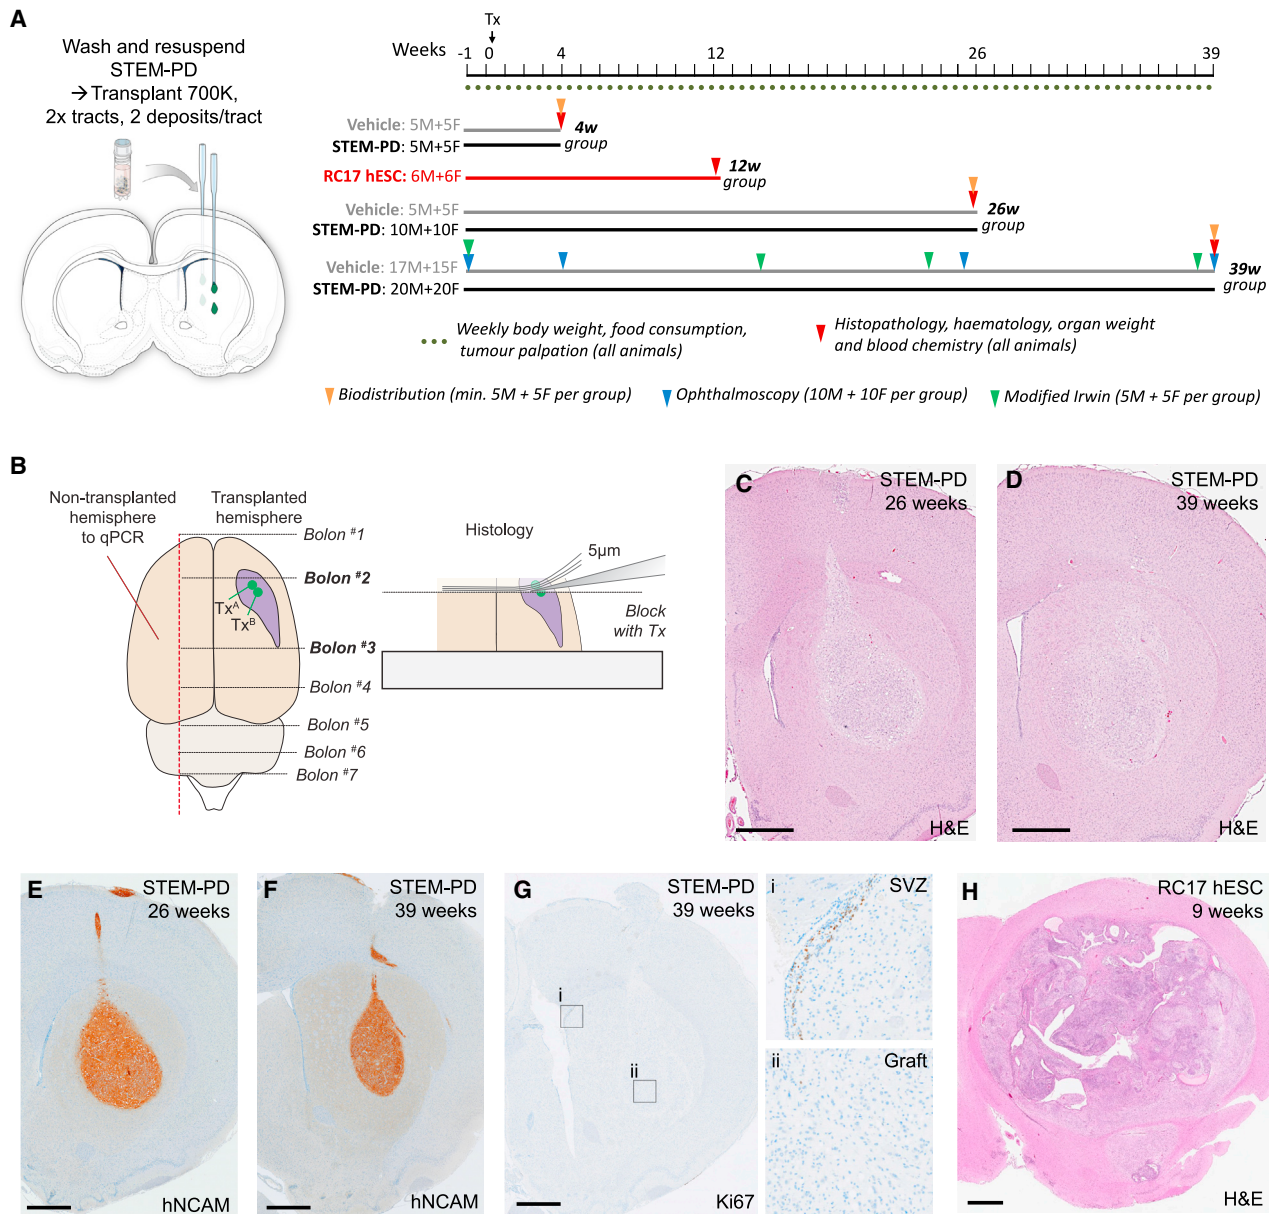 A
Wash and resuspend
STEM-PD
→ Transplant 700K,
2x tracts, 2 deposits/tract
Tx
Weeks
-1 0 4 12 26 39
Vehicle: 5M+5F
STEM-PD: 5M+5F
4w
group
RC17 hESC: 6M+6F
12w
group
Vehicle: 5M+5F
STEM-PD: 10M+10F
26w
group
Vehicle: 17M+15F
STEM-PD: 20M+20F
39w
group
Weekly body weight, food consumption,
tumour palpation (all animals)
Histopathology, haematology, organ weight
and blood chemistry (all animals)
Biodistribution (min. 5M + 5F per group)
Ophthalmoscopy (10M + 10F per group)
Modified Irwin (5M + 5F per group)
B
Non-transplanted
hemisphere
to qPCR
Transplanted
hemisphere
Bolon #1
Bolon #2
TxA
TxB
Bolon #3
Bolon #4
Bolon #5
Bolon #6
Bolon #7
Histology
5µm
Block
with Tx
C
STEM-PD
26 weeks
H&E
D
STEM-PD
39 weeks
H&E
E
STEM-PD
26 weeks
hNCAM
F
STEM-PD
39 weeks
hNCAM
G
STEM-PD
39 weeks
i
ii
Ki67
i
SVZ
ii
Graft
H
RC17 hESC
9 weeks
H&E